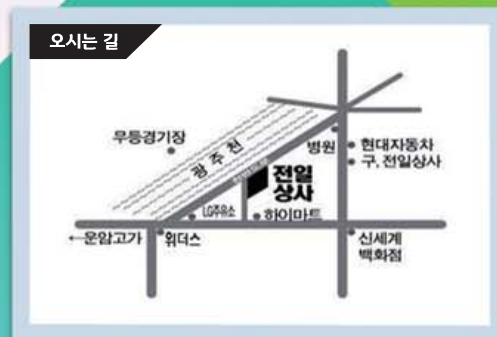 오시는 길
무등경기장
광주천
병원
현대자동차
구, 전일상사
전일
상사
LG주유소
하이마트
←운암고가
위더스
신세계
백화점